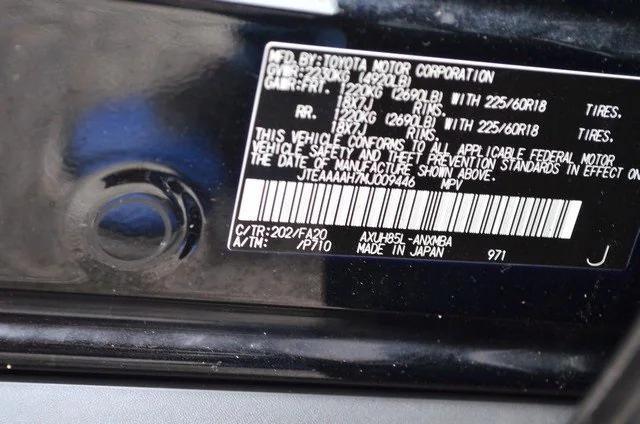 MFD.BY:TOYOTA MOTOR CORPORATION
GVWR:2230KG (4920LB)
GAWR:FRT. 1220KG (2690LB) WITH 225/60R18 TIRES.
18X7J RIMS.
RR. 1220KG (2690LB) WITH 225/60R18 TIRES.
18X7J RIMS.
THIS VEHICLE CONFORMS TO ALL APPLICABLE FEDERAL MOTOR
VEHICLE SAFETY AND THEFT PREVENTION STANDARDS IN EFFECT ON
THE DATE OF MANUFACTURE SHOWN ABOVE.
JTEAAAAH7MJ009446 MPV
C/TR:202/FA20 AXUH85L-ANXMBA
A/TM: /P710 MADE IN JAPAN 971 J